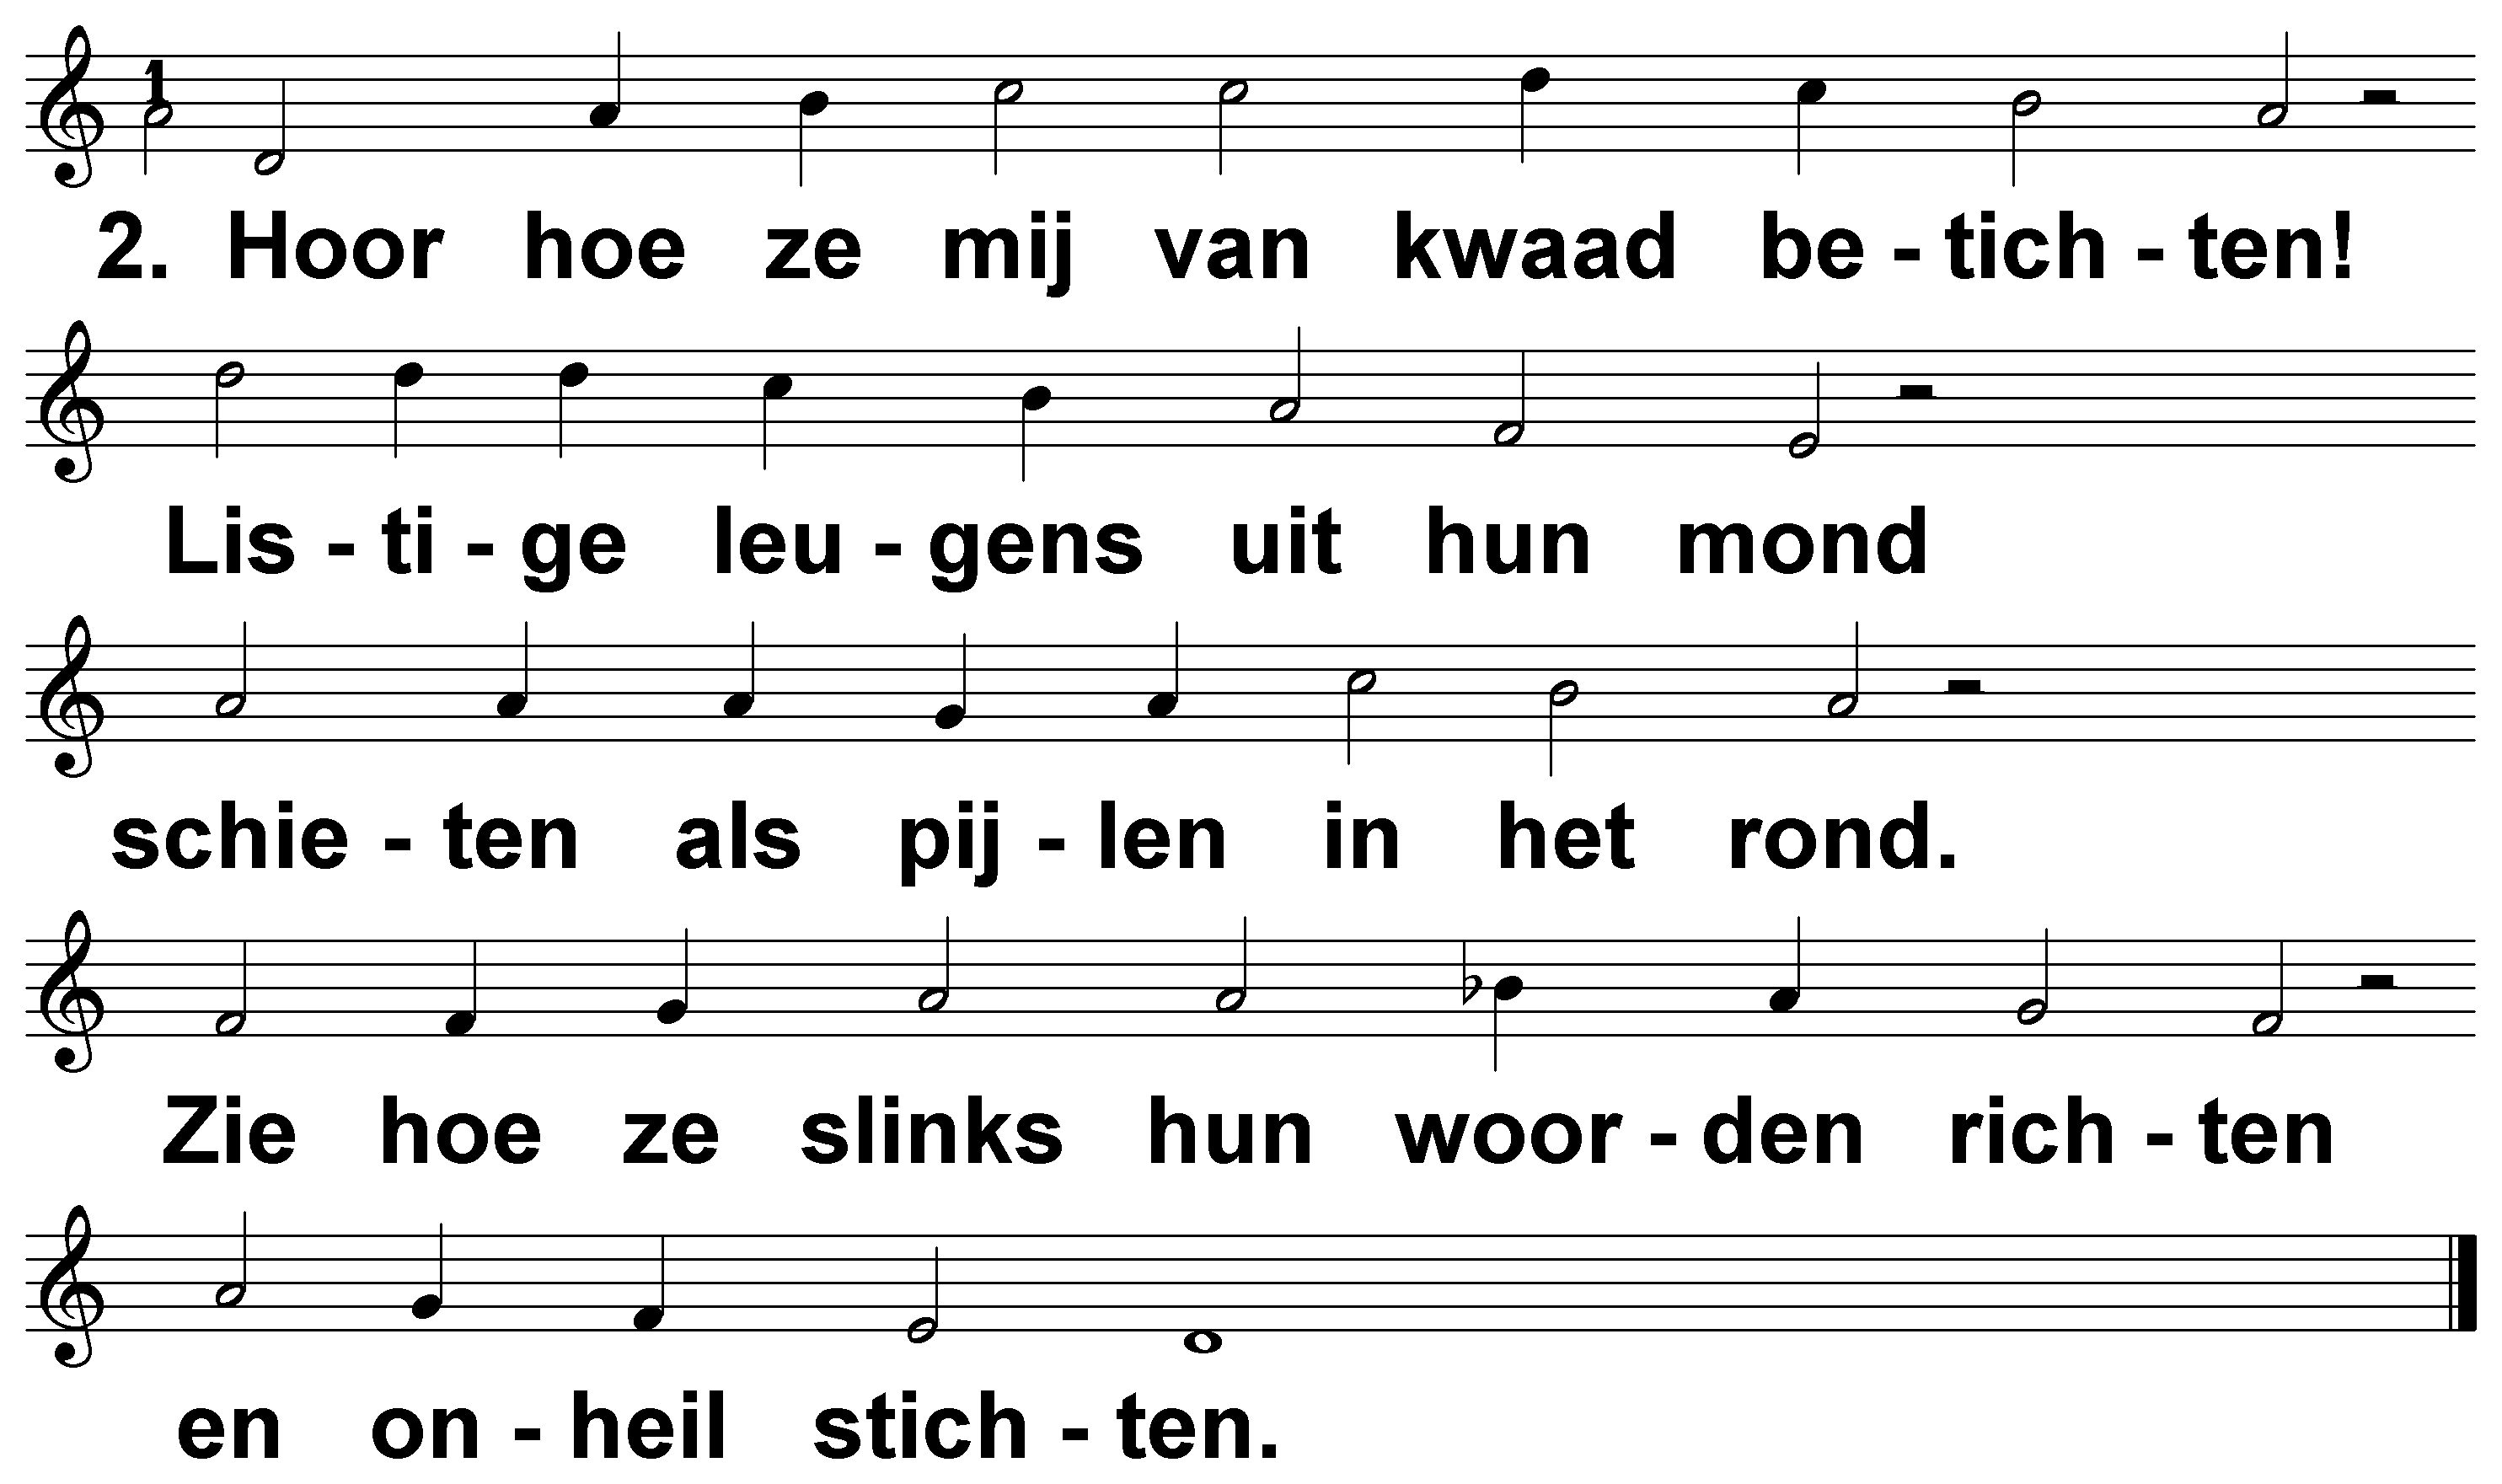 1
2. Hoor hoe ze mij van kwaad be - tich - ten!
Lis - ti - ge leu - gens uit hun mond
schie - ten als pij - len in het rond.
Zie hoe ze slinks hun woor - den rich - ten
en on - heil stich - ten.